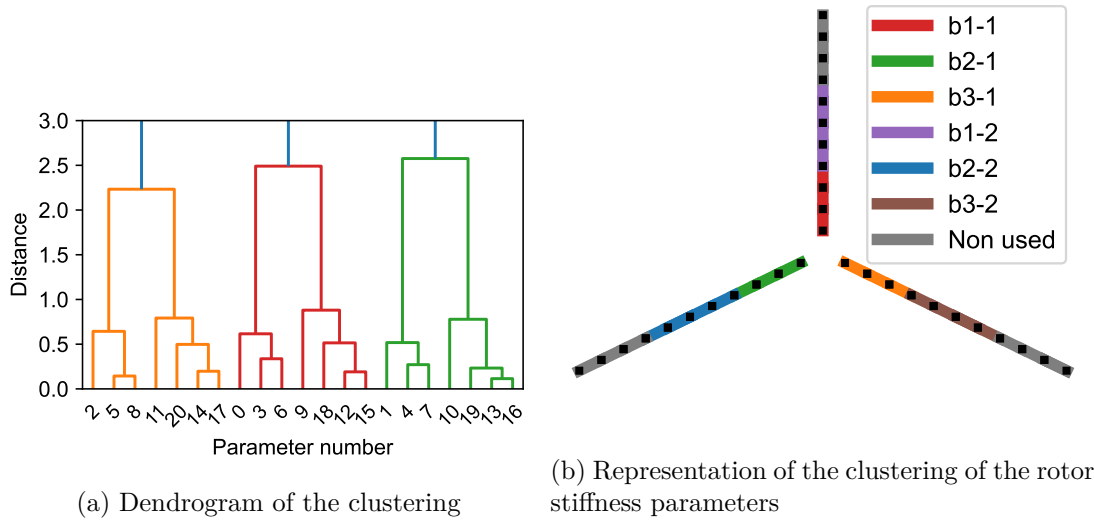 3.0
2.5
2.0
1.5
1.0
0.5
0.0
Distance
2 5 8 11 20 14 17 0 3 6 9 18 12 15 1 4 7 10 19 13 16
Parameter number
(a) Dendrogram of the clustering
b1-1
b2-1
b3-1
b1-2
b2-2
b3-2
Non used
(b) Representation of the clustering of the rotor
stiffness parameters